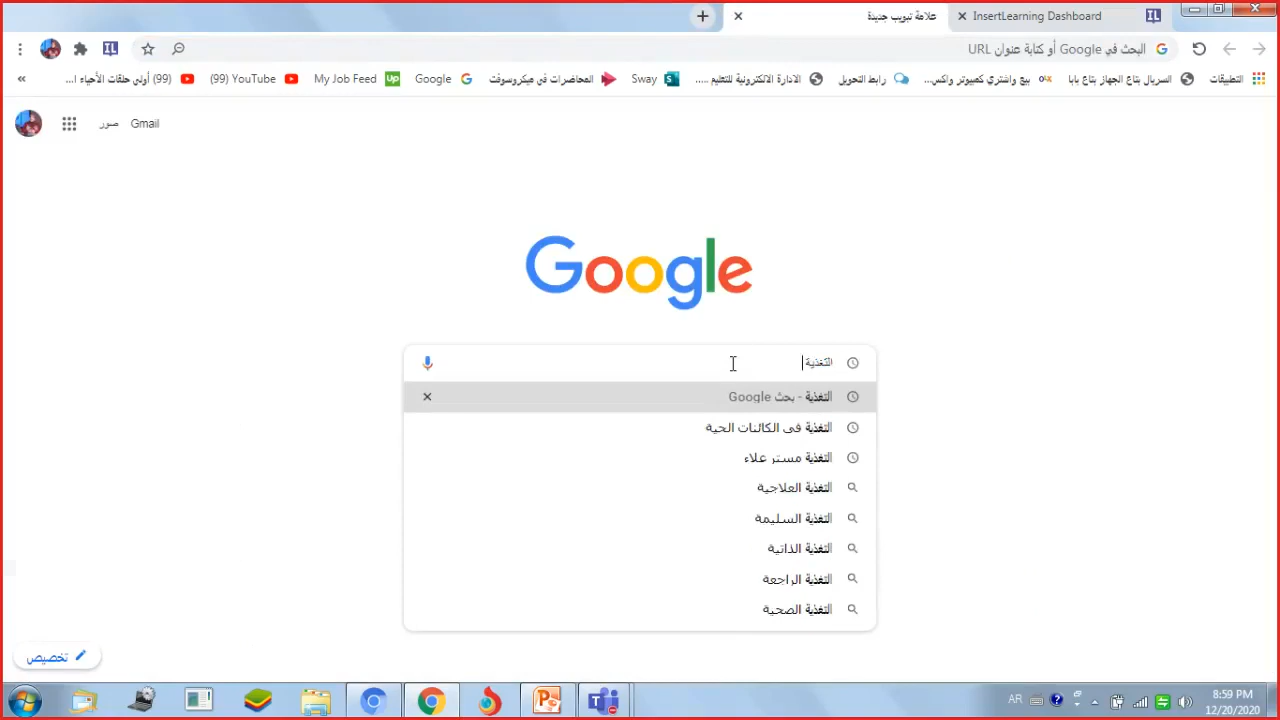 InsertLearning Dashboard
علامة تبويب جديدة
البحث في Google أو كتابة عنوان URL
التطبيقات
السريال بتاع الجهاز بتاع بابا
بيع واشتري كمبيوتر واكس...
رابط التحويل
الادارة الالكترونية للتعليم .....
المحاضرات في ميكروسوفت
Sway
Google
My Job Feed
(99) YouTube
(99) أولي حلقات الأحياء ا...
Gmail
صور
Google
التغذية
التغذية - بحث Google
التغذية فى الكائنات الحية
التغذية مستر علاء
التغذية العلاجية
التغذية السليمة
التغذية الذاتية
التغذية الراجعة
التغذية الصحية
تخصيص
AR
8:59 PM
12/20/2020